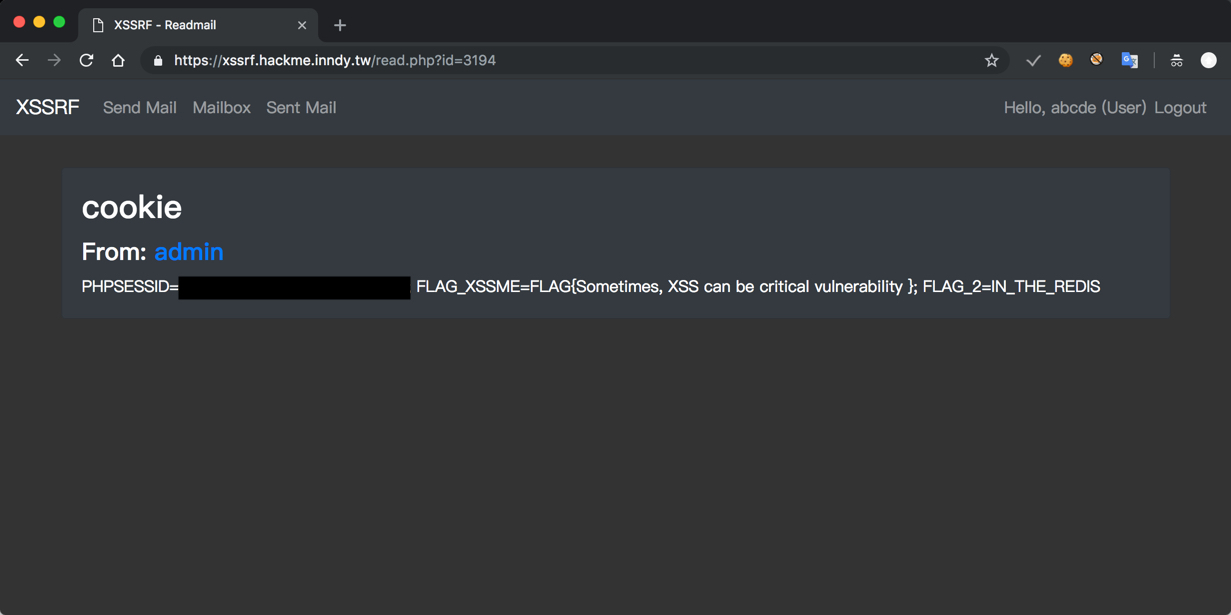 XSSRF - Readmail
https://xssrf.hackme.inndy.tw/read.php?id=3194
XSSRF Send Mail Mailbox Sent Mail Hello, abcde (User) Logout
cookie
From: admin
PHPSESSID= FLAG_XSSME=FLAG{Sometimes, XSS can be critical vulnerability }; FLAG_2=IN_THE_REDIS